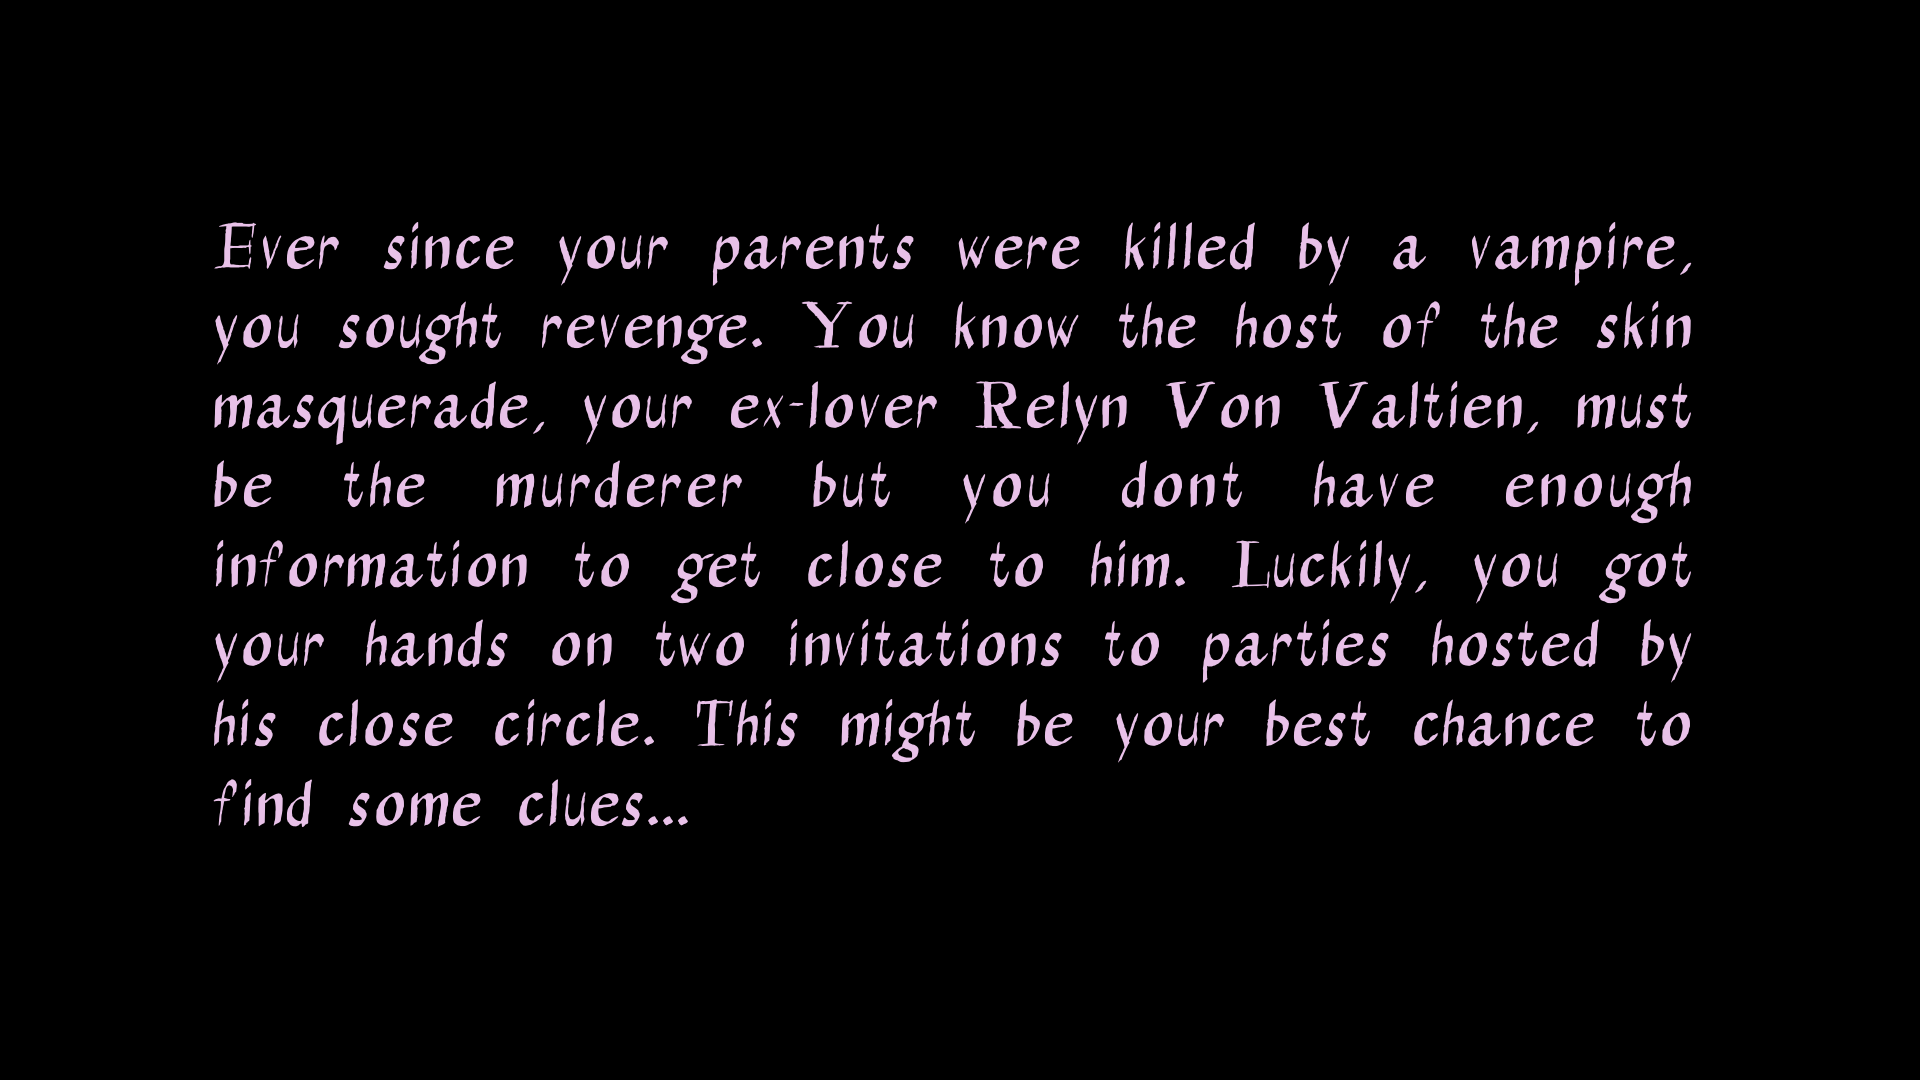 Ever since your parents were killed by a vampire,
you sought revenge. You know the host of the skin
masquerade, your ex-lover Relyn Von Valtien, must
be the murderer but you dont have enough
information to get close to him. Luckily, you got
your hands on two invitations to parties hosted by
his close circle. This might be your best chance to
find some clues...